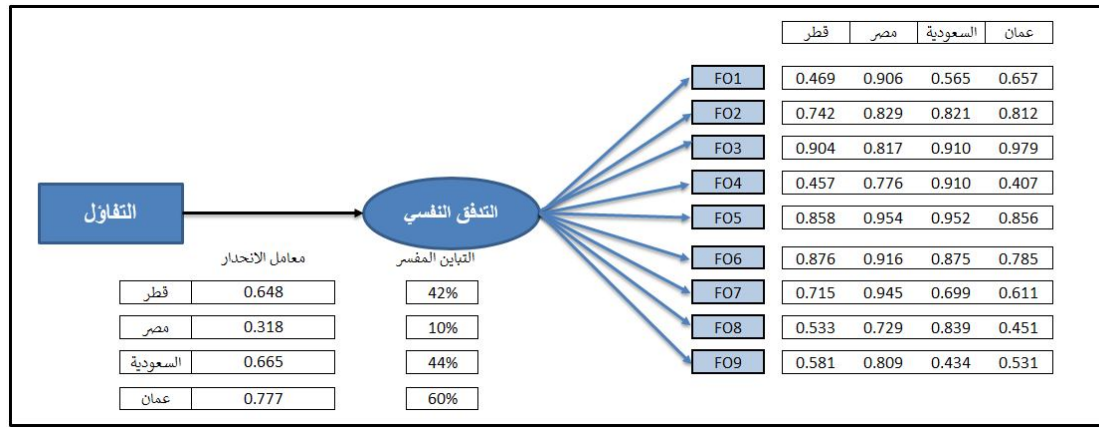 قطر مصر السعودية عمان
FO1 0.469 0.906 0.565 0.657
FO2 0.742 0.829 0.821 0.812
FO3 0.904 0.817 0.910 0.979
FO4 0.457 0.776 0.910 0.407
FO5 0.858 0.954 0.952 0.856
FO6 0.876 0.916 0.875 0.785
FO7 0.715 0.945 0.699 0.611
FO8 0.533 0.729 0.839 0.451
FO9 0.581 0.809 0.434 0.531
التفاؤل
التدفق النفسي
معامل الانحدار التباين المفسر
قطر 0.648 42%
مصر 0.318 10%
السعودية 0.665 44%
عمان 0.777 60%